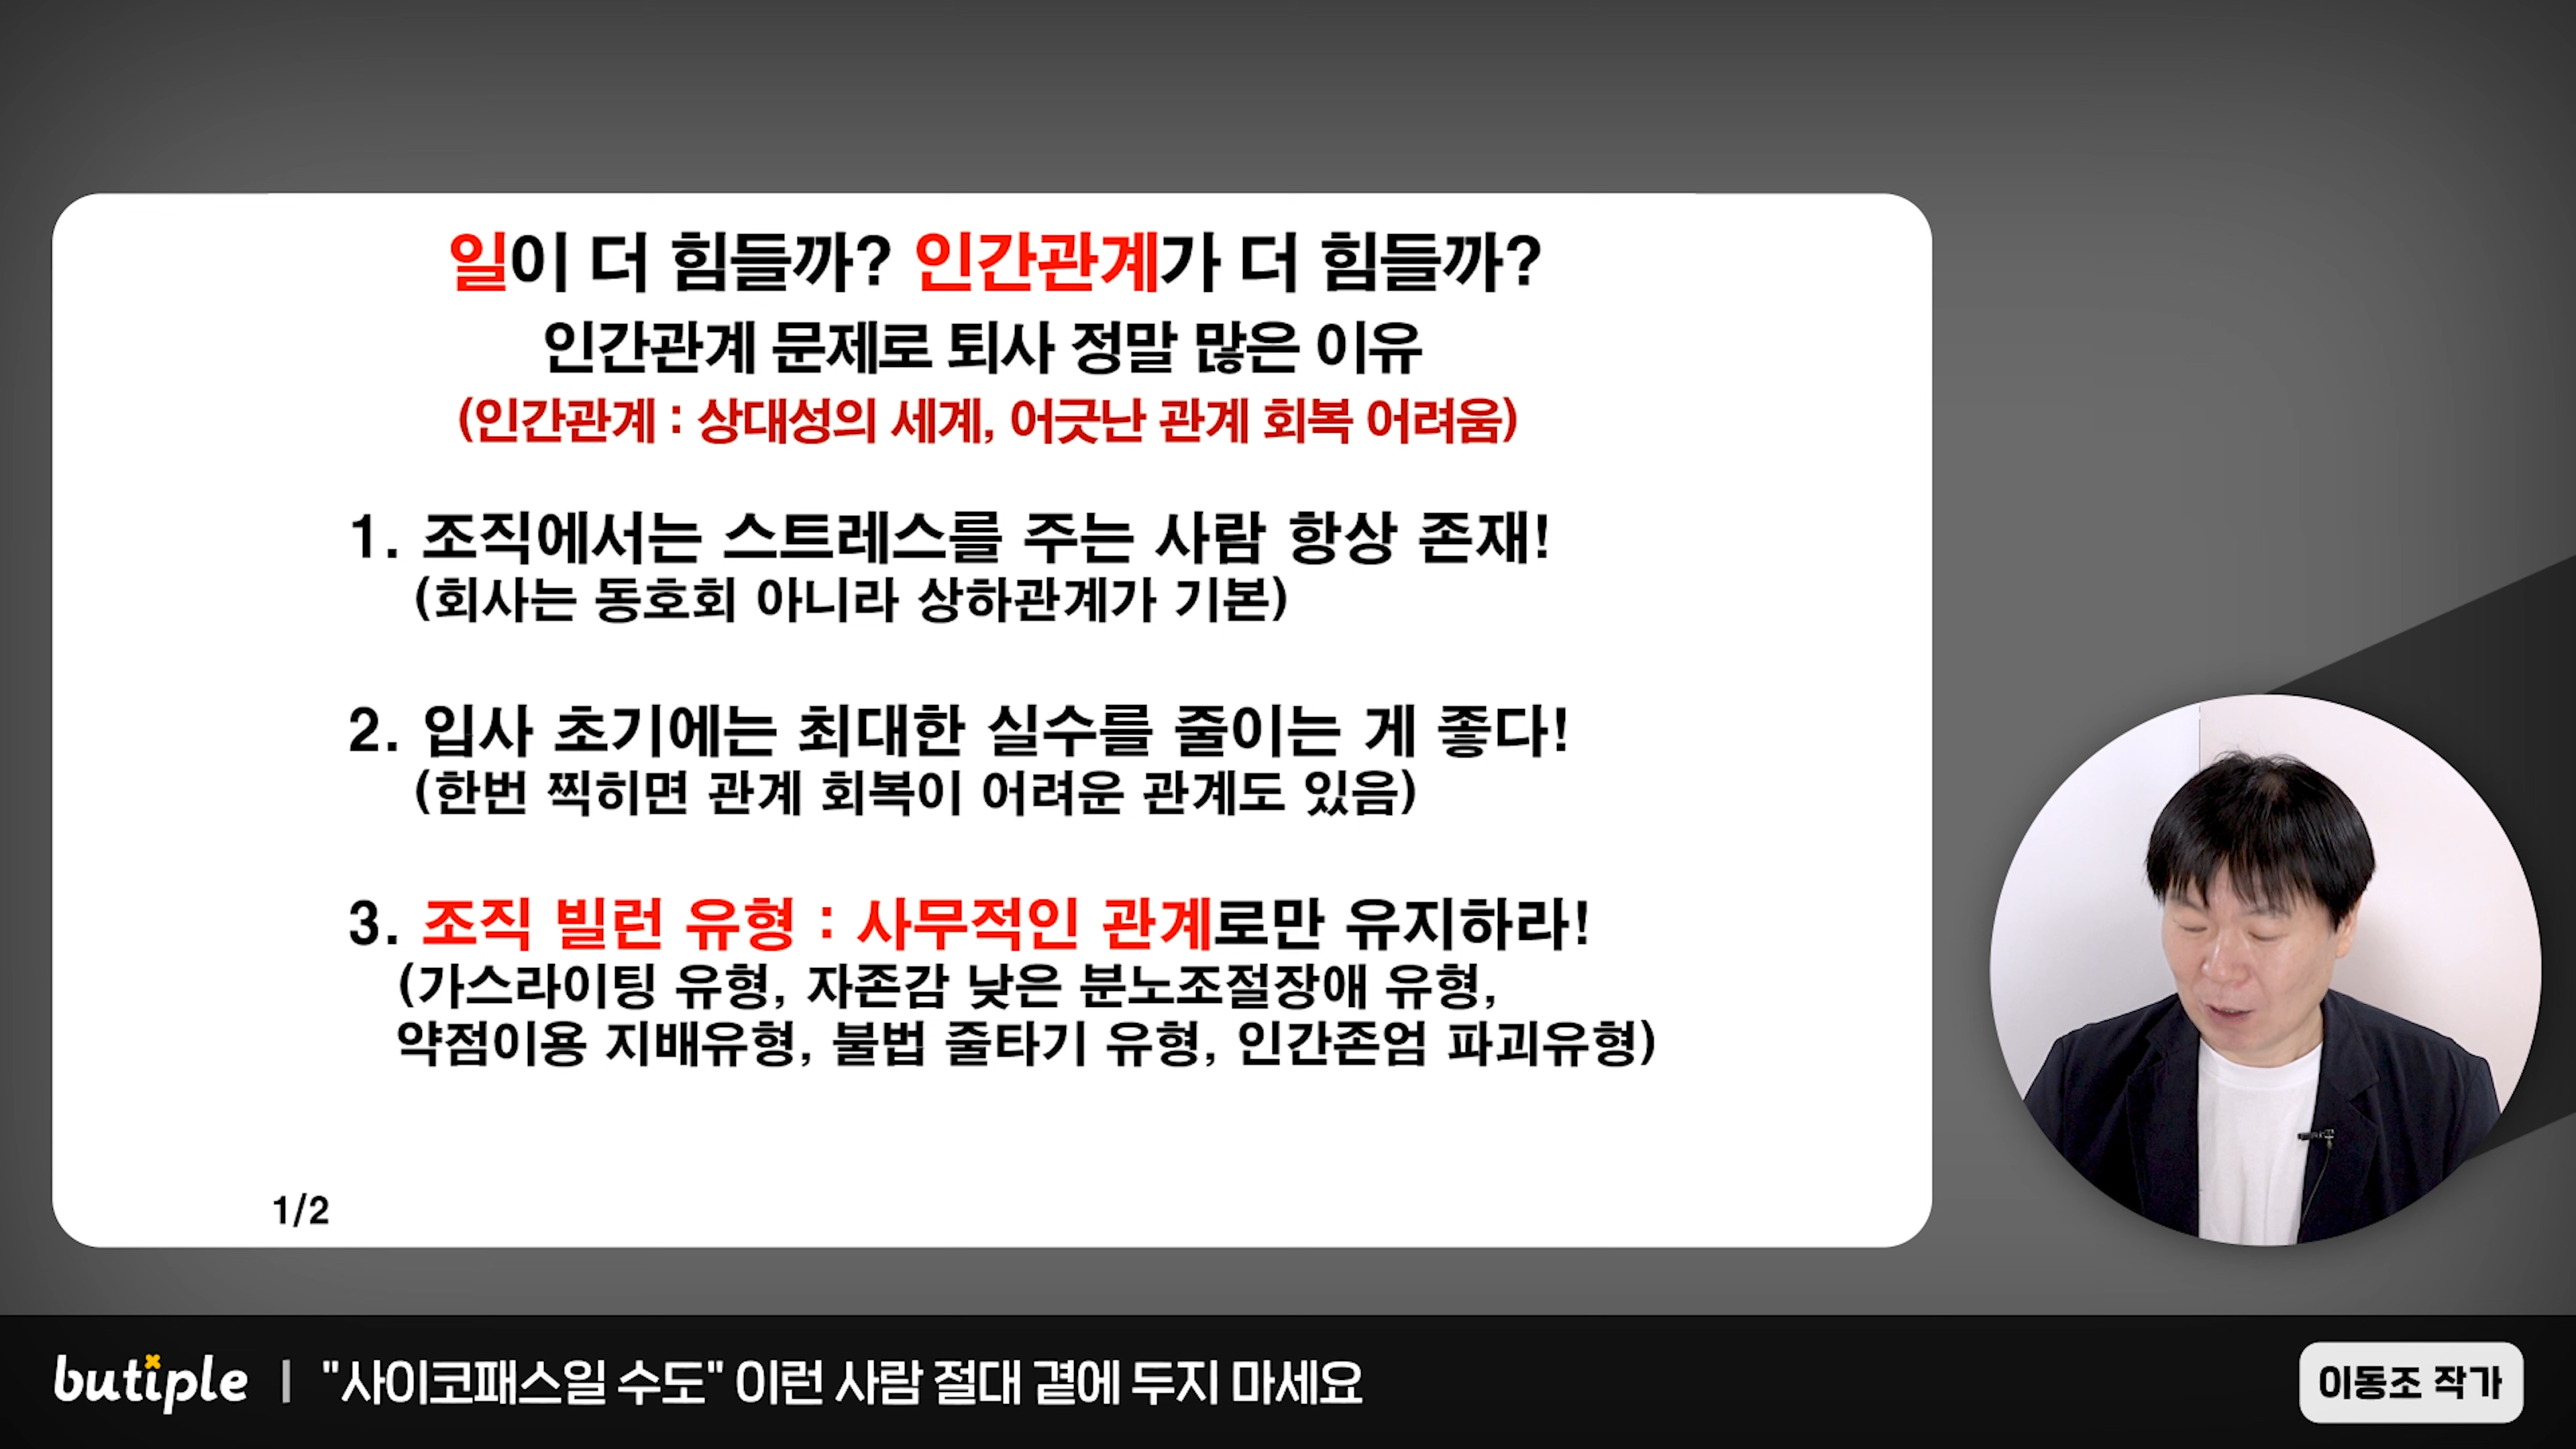 일이 더 힘들까? 인간관계가 더 힘들까?
인간관계 문제로 퇴사 정말 많은 이유
(인간관계 : 상대성의 세계, 어긋난 관계 회복 어려움)
1. 조직에서는 스트레스를 주는 사람 항상 존재!
(회사는 동호회 아니라 상하관계가 기본)
2. 입사 초기에는 최대한 실수를 줄이는 게 좋다!
(한번 찍히면 관계 회복이 어려운 관계도 있음)
3. 조직 빌런 유형 : 사무적인 관계로만 유지하라!
(가스라이팅 유형, 자존감 낮은 분노조절장애 유형,
약점이용 지배유형, 불법 줄타기 유형, 인간존엄 파괴유형)
1/2
butiple | "사이코패스일 수도" 이런 사람 절대 곁에 두지 마세요
이동조 작가